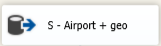 S - Airport + geo